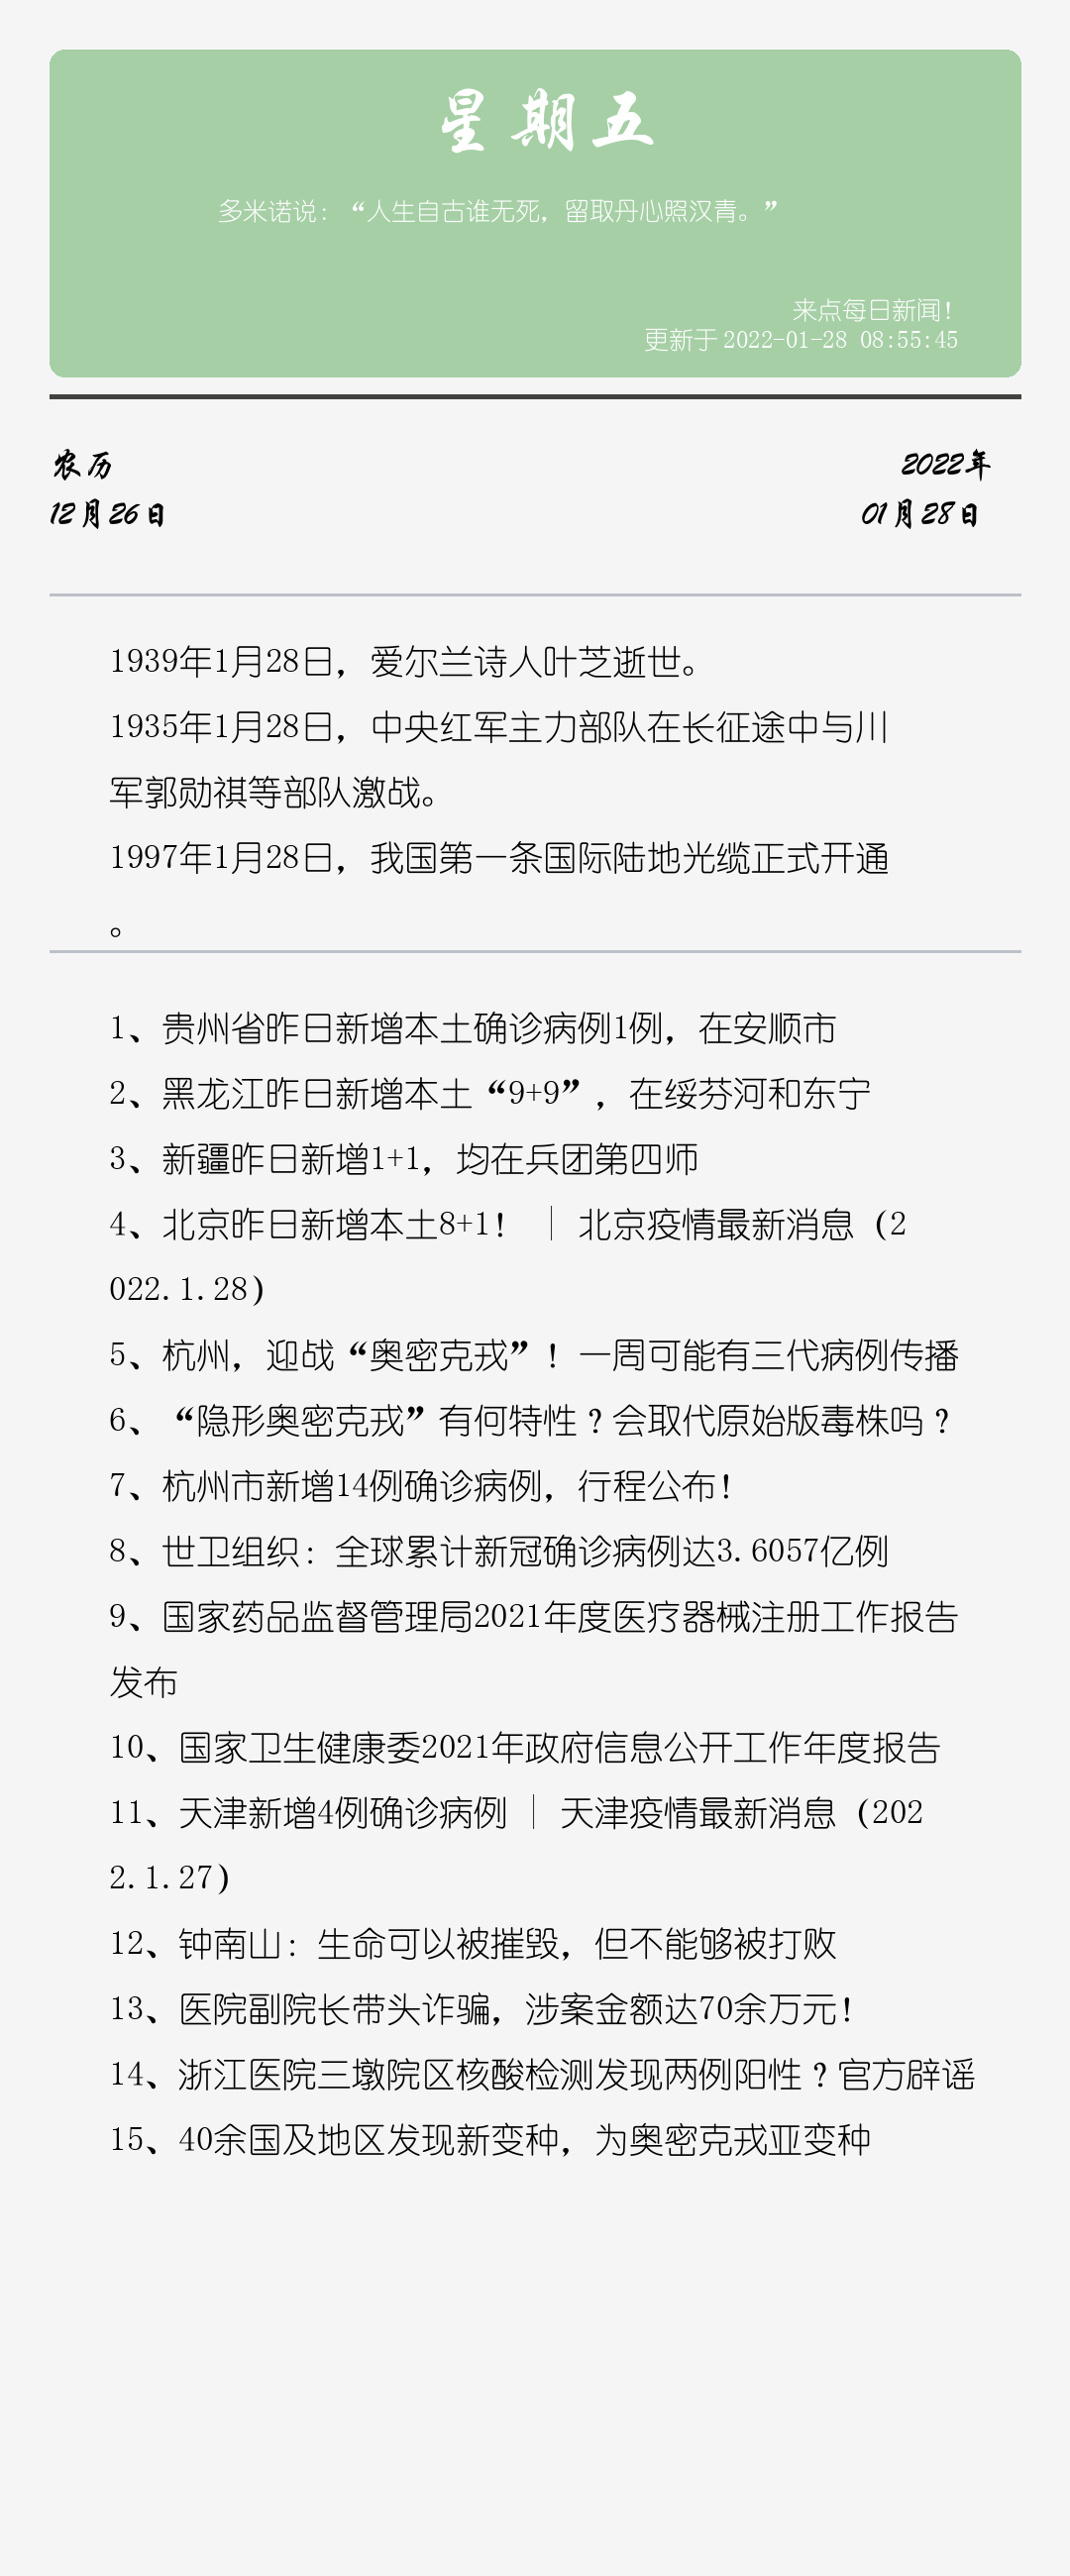 星期五
多米诺说：“人生自古谁无死，留取丹心照汉青。”
来点每日新闻！
更新于2022-01-28 08:55:45
农历
2022年
12月26日
01月28日
1939年1月28日，爱尔兰诗人叶芝逝世。
1935年1月28日，中央红军主力部队在长征途中与川
军郭勋祺等部队激战。
1997年1月28日，我国第一条国际陆地光缆正式开通
。
1、贵州省昨日新增本土确诊病例1例，在安顺市
2、黑龙江昨日新增本土“9+9”，在绥芬河和东宁
3、新疆昨日新增1+1，均在兵团第四师
4、北京昨日新增本土8+1！ | 北京疫情最新消息（2
022.1.28）
5、杭州，迎战“奥密克戎”！一周可能有三代病例传播
6、“隐形奥密克戎”有何特性？会取代原始版毒株吗？
7、杭州市新增14例确诊病例，行程公布！
8、世卫组织：全球累计新冠确诊病例达3.6057亿例
9、国家药品监督管理局2021年度医疗器械注册工作报告
发布
10、国家卫生健康委2021年政府信息公开工作年度报告
11、天津新增4例确诊病例 | 天津疫情最新消息（202
2.1.27）
12、钟南山：生命可以被摧毁，但不能够被打败
13、医院副院长带头诈骗，涉案金额达70余万元！
14、浙江医院三墩院区核酸检测发现两例阳性？官方辟谣
15、40余国及地区发现新变种，为奥密克戎亚变种